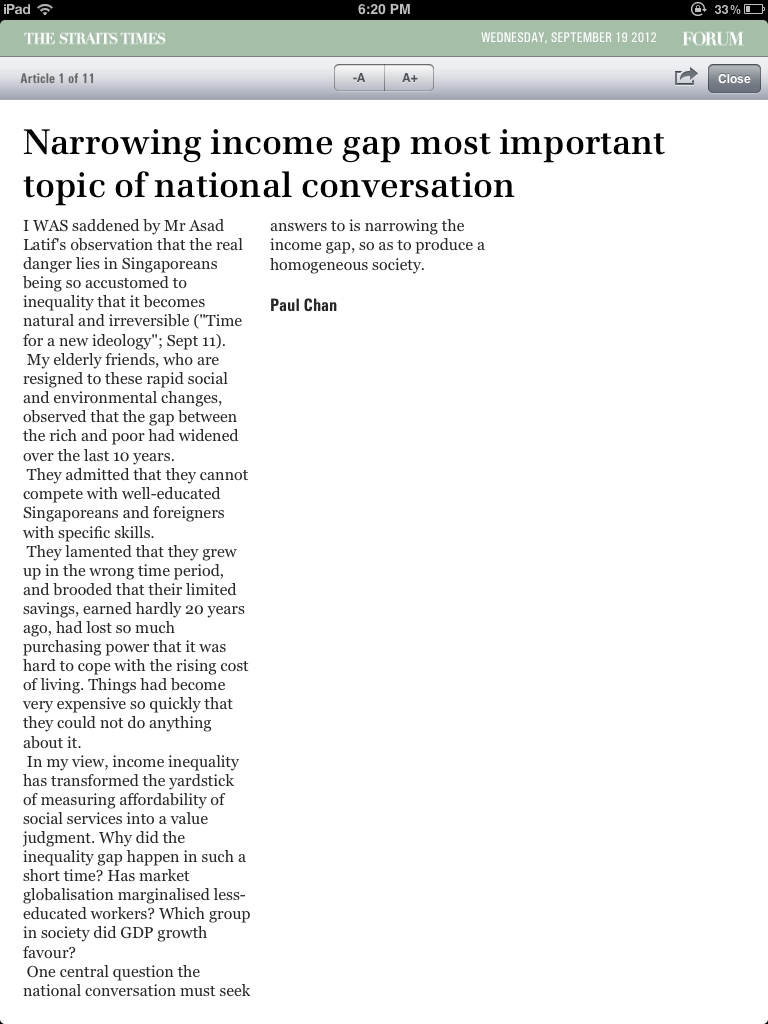 iPad
6:20 PM
33%
THE STRAITS TIMES
WEDNESDAY, SEPTEMBER 19 2012
FORUM
Article 1 of 11
-A
A+
Close
Narrowing income gap most important
topic of national conversation
I WAS saddened by Mr Asad
Latif's observation that the real
danger lies in Singaporeans
being so accustomed to
inequality that it becomes
natural and irreversible ("Time
for a new ideology"; Sept 11).
My elderly friends, who are
resigned to these rapid social
and environmental changes,
observed that the gap between
the rich and poor had widened
over the last 10 years.
They admitted that they cannot
compete with well-educated
Singaporeans and foreigners
with specific skills.
They lamented that they grew
up in the wrong time period,
and brooded that their limited
savings, earned hardly 20 years
ago, had lost so much
purchasing power that it was
hard to cope with the rising cost
of living. Things had become
very expensive so quickly that
they could not do anything
about it.
In my view, income inequality
has transformed the yardstick
of measuring affordability of
social services into a value
judgment. Why did the
inequality gap happen in such a
short time? Has market
globalisation marginalised less-
educated workers? Which group
in society did GDP growth
favour?
One central question the
national conversation must seek
answers to is narrowing the
income gap, so as to produce a
homogeneous society.
Paul Chan